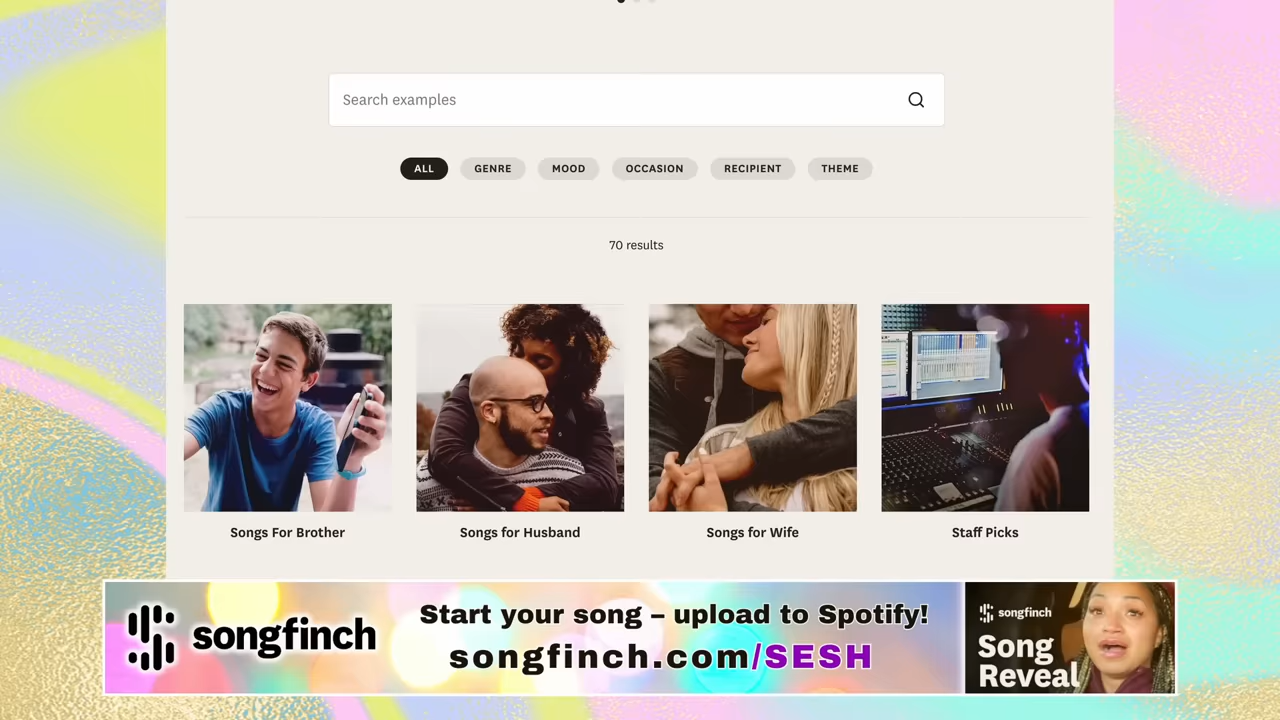 Search examples
ALL GENRE MOOD OCCASION RECIPIENT THEME
70 results
Songs For Brother
Songs for Husband
Songs for Wife
Staff Picks
songfinch
Start your song – upload to Spotify!
songfinch.com/SESH
songfinch
Song
Reveal